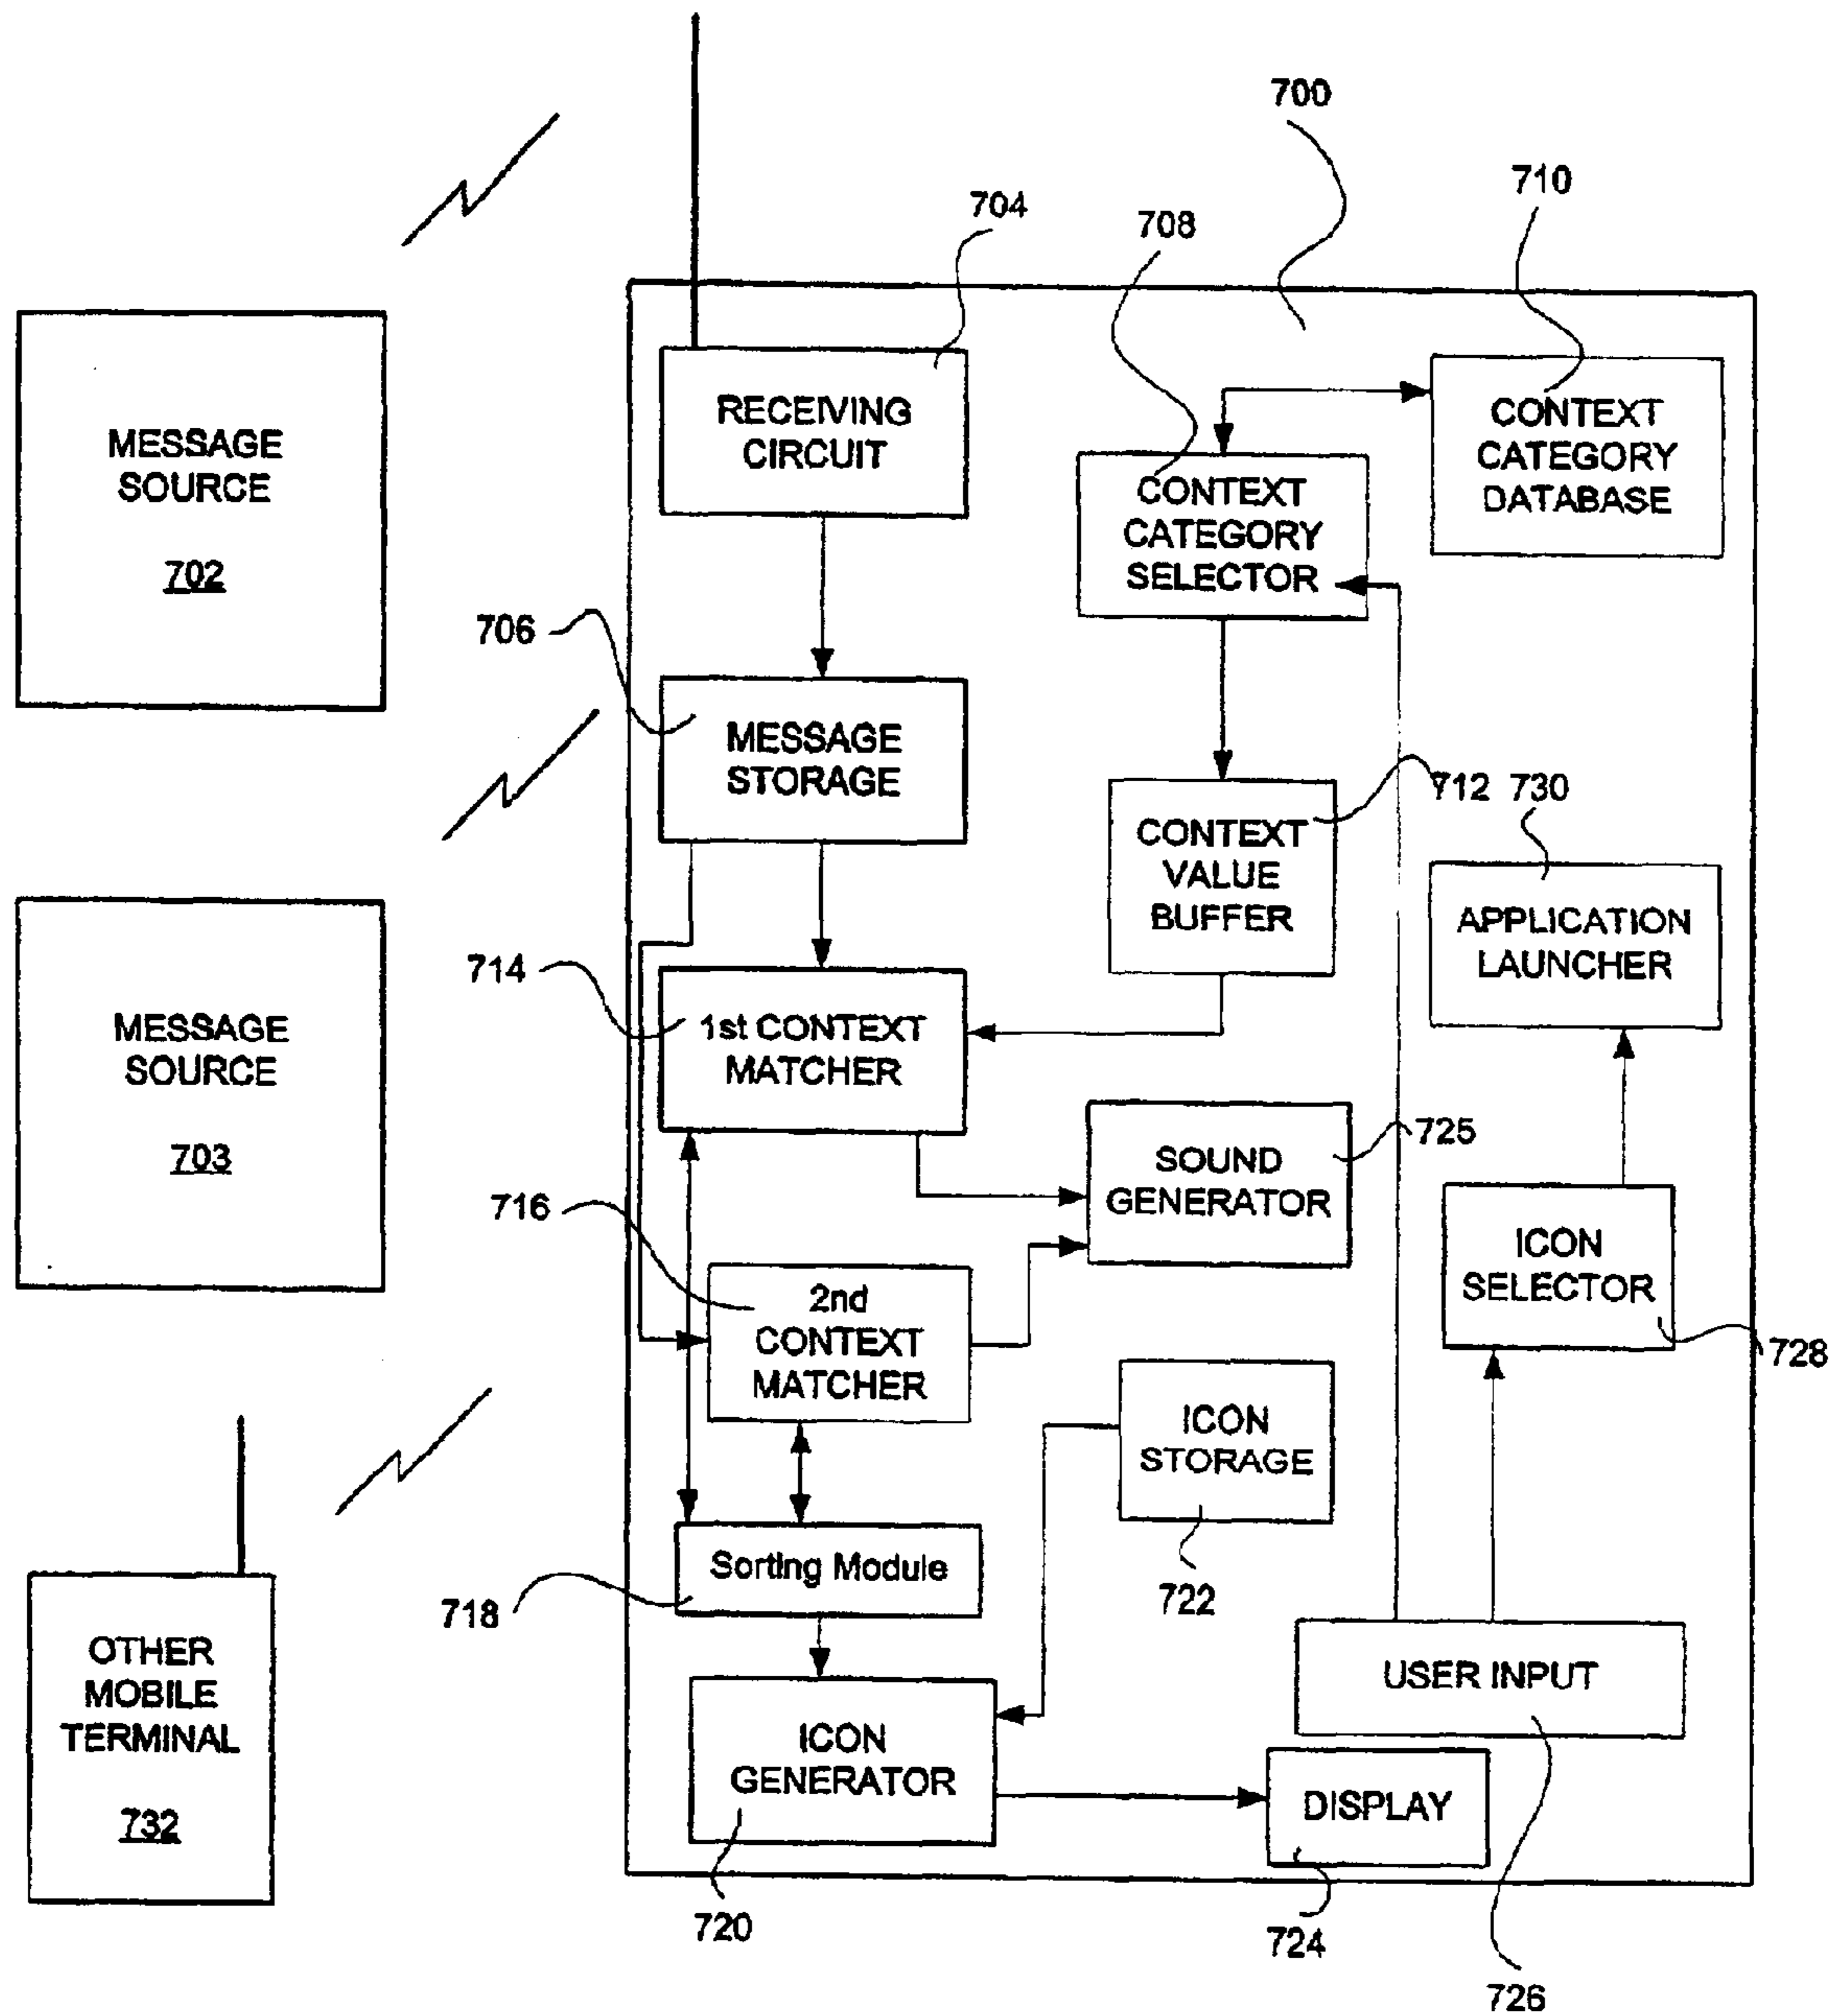 700
710
704
708
MESSAGE
SOURCE
702
RECEIVING
CIRCUIT
CONTEXT
CATEGORY
DATABASE
CONTEXT
CATEGORY
SELECTOR
706
MESSAGE
STORAGE
712
730
CONTEXT
VALUE
BUFFER
APPLICATION
LAUNCHER
MESSAGE
SOURCE
703
714
1st CONTEXT
MATCHER
725
SOUND
GENERATOR
716
2nd
CONTEXT
MATCHER
ICON
SELECTOR
728
ICON
STORAGE
722
Sorting Module
718
OTHER
MOBILE
TERMINAL
732
USER INPUT
ICON
GENERATOR
DISPLAY
720
724
726